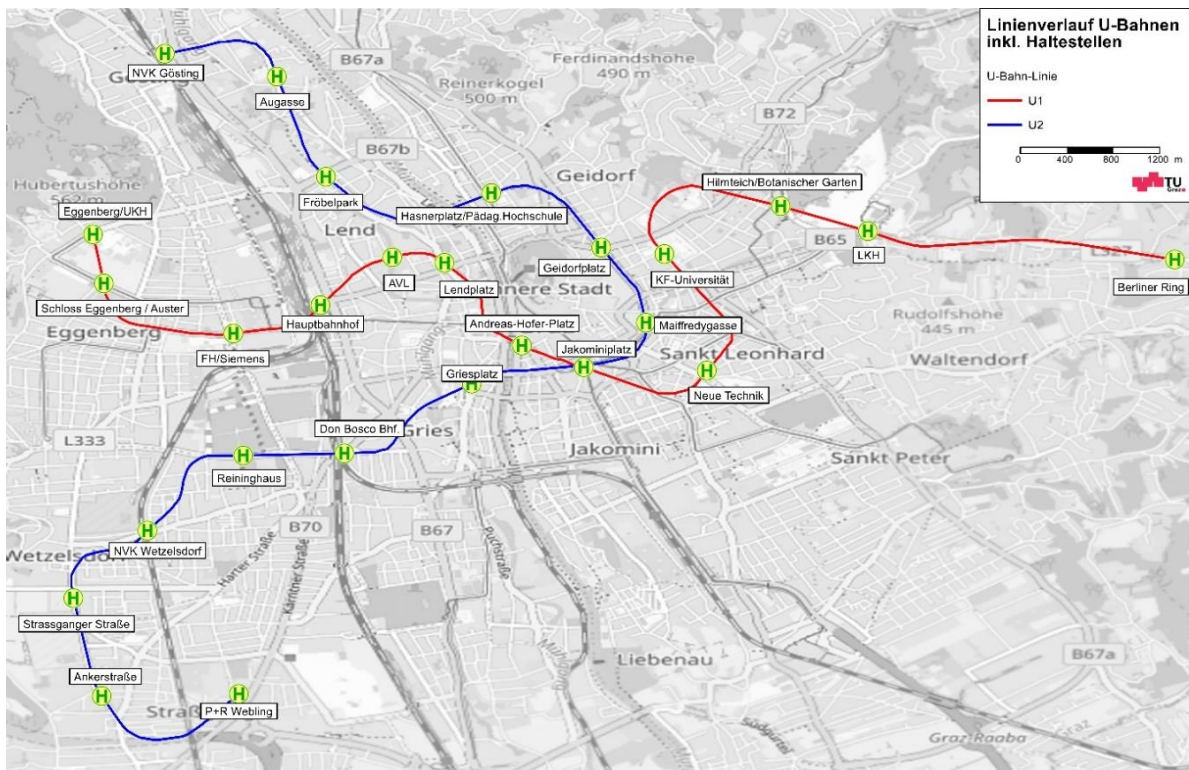 Linienverlauf U-Bahnen
inkl. Haltestellen
U-Bahn-Linie
U1
U2
0 400 800 1200 m
TU
Graz
NVK Gösting
Gösting
Augasse
B67a
Ferdinandshöhe
490 m
Reinerkogel
500 m
B72
B67b
Geidorf
Fröbelpark
Hasnerplatz/Pädag.Hochschule
Hilmteich/Botanischer Garten
Eggenberg/UKH
Lend
B65
LKH
AVL
Lendplatz
Geidorfplatz
KF-Universität
Berliner Ring
Schloss Eggenberg / Auster
Eggenberg
Hauptbahnhof
Innere Stadt
Andreas-Hofer-Platz
Maiffredygasse
Rudolfshöhe
445 m
FH/Siemens
Jakominiplatz
Sankt Leonhard
Waltendorf
Griesplatz
Neue Technik
Don Bosco Bhf.
Gries
L333
Jakomini
Sankt Peter
Reininghaus
B70
B67
Wetzelsdorf
NVK Wetzelsdorf
Harter Straße
Kärntner Straße
Puchstraße
Strassganger Straße
Liebenau
B67a
Ankerstraße
P+R Webling
Südgürtel
Graz-Raaba